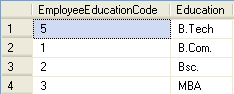 EmployeeEducationCode Education
1 5 B.Tech
2 1 B.Com.
3 2 Bsc.
4 3 MBA